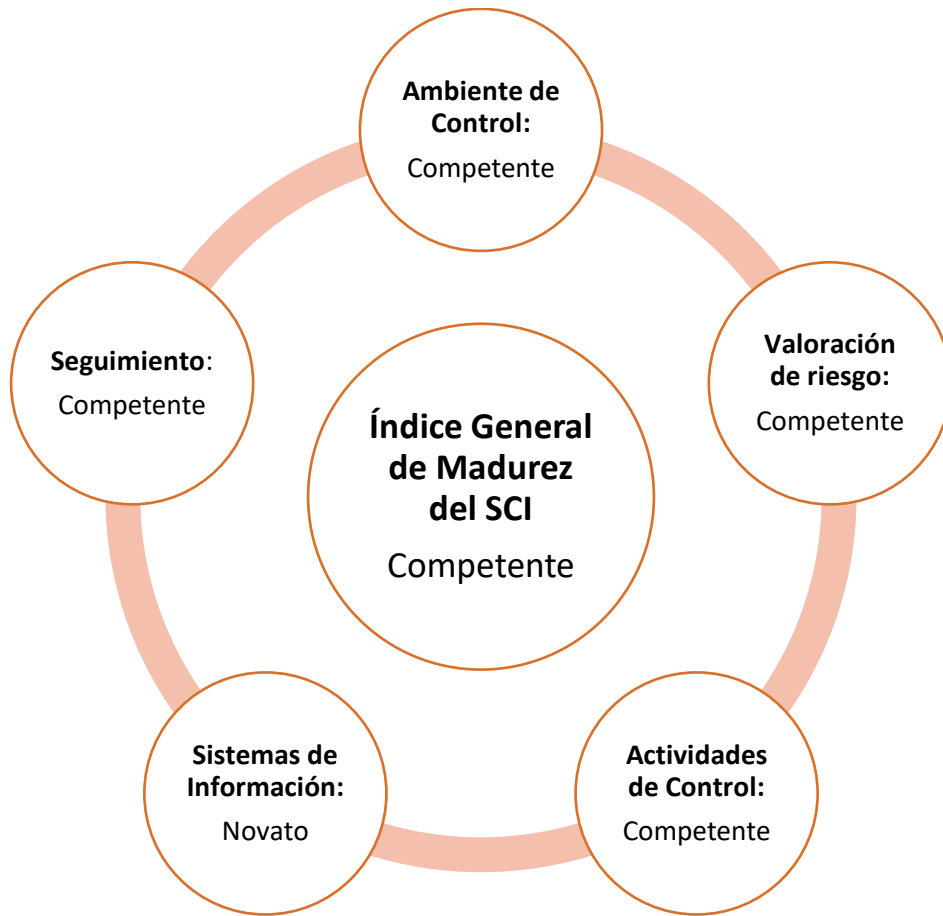 Ambiente de
Control:
Competente
Valoración
de riesgo:
Competente
Actividades
de Control:
Competente
Sistemas de
Información:
Novato
Seguimiento:
Competente
Índice General
de Madurez
del SCI
Competente